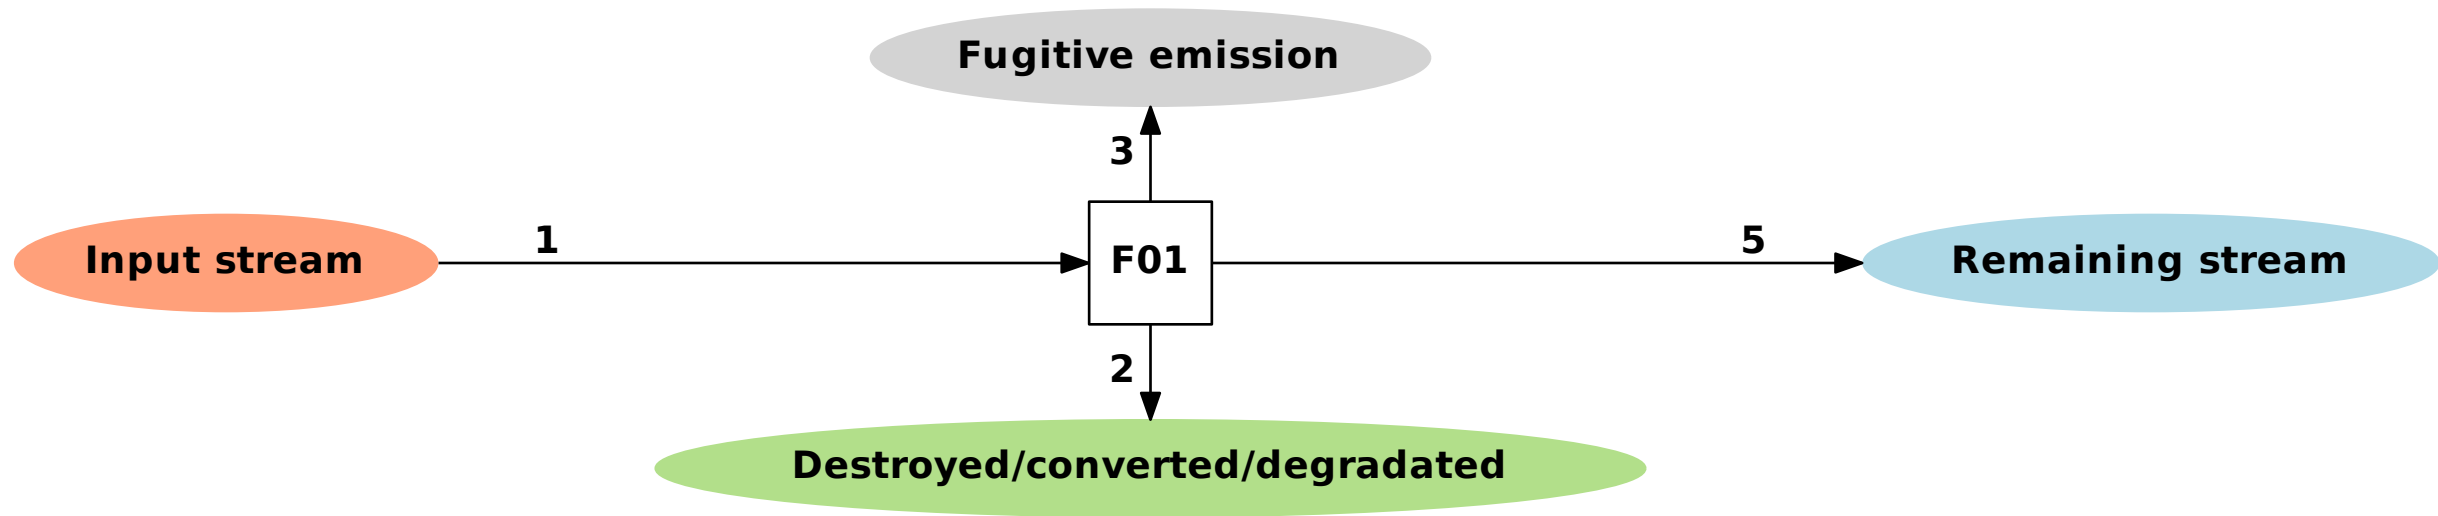 Fugitive emission
3
1
5
Input stream
F01
Remaining stream
2
Destroyed/converted/degradated